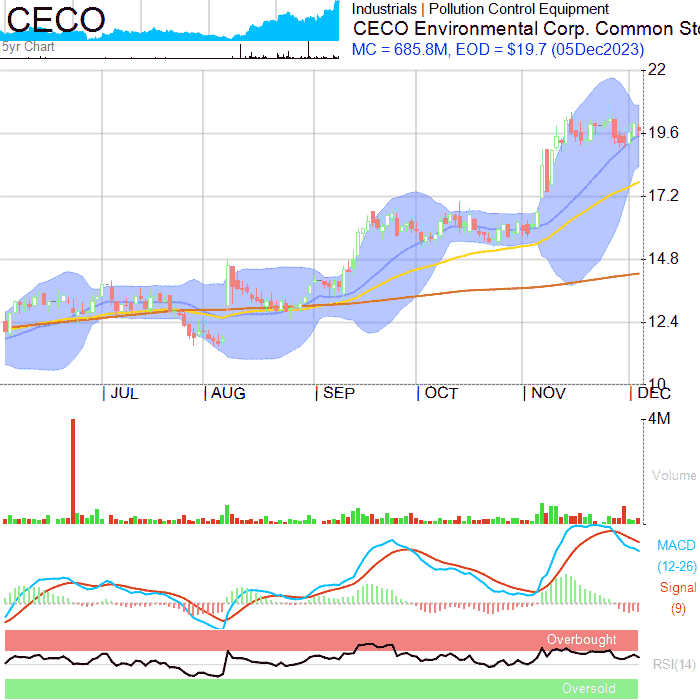 CECO
5yr Chart
Industrials | Pollution Control Equipment
CECO Environmental Corp. Common Sto
MC = 685.8M, EOD = $19.7 (05Dec2023)
22
19.6
17.2
14.8
12.4
10
JUL
AUG
SEP
OCT
NOV
DEC
4M
Volume
MACD
(12-26)
Signal
(9)
Overbought
RSI(14)
Oversold